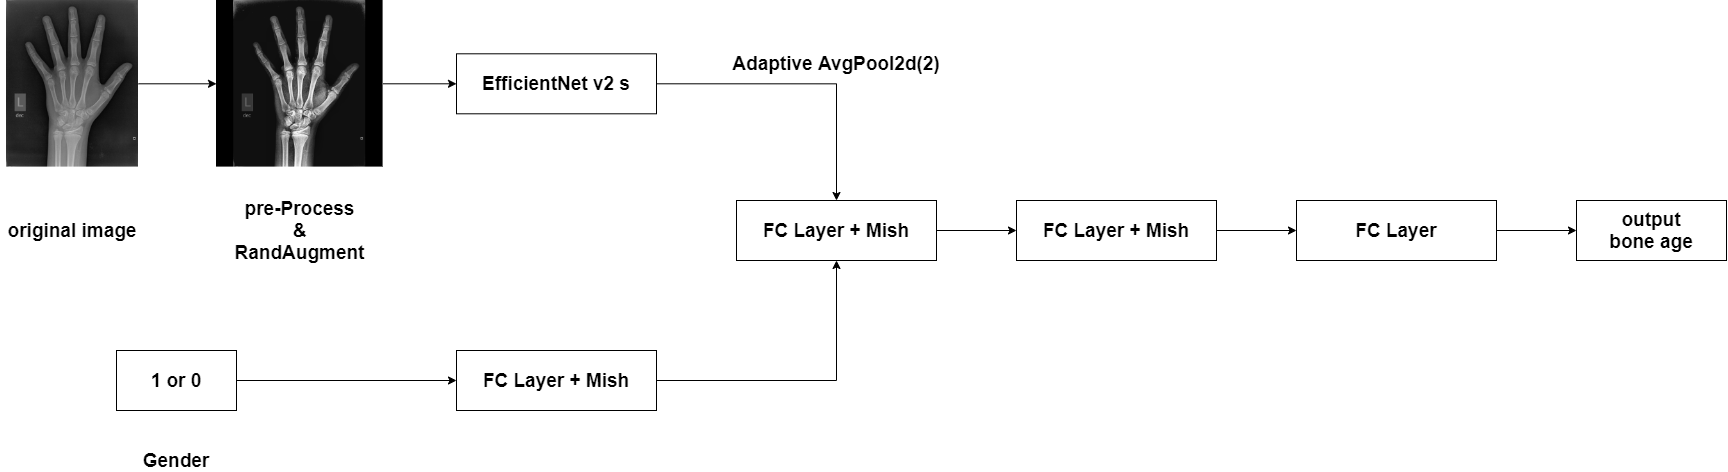 original image
L
pre-Process
&
RandAugment
L
EfficientNet v2 s
Adaptive AvgPool2d(2)
1 or 0
Gender
FC Layer + Mish
FC Layer + Mish
FC Layer + Mish
FC Layer
output
bone age